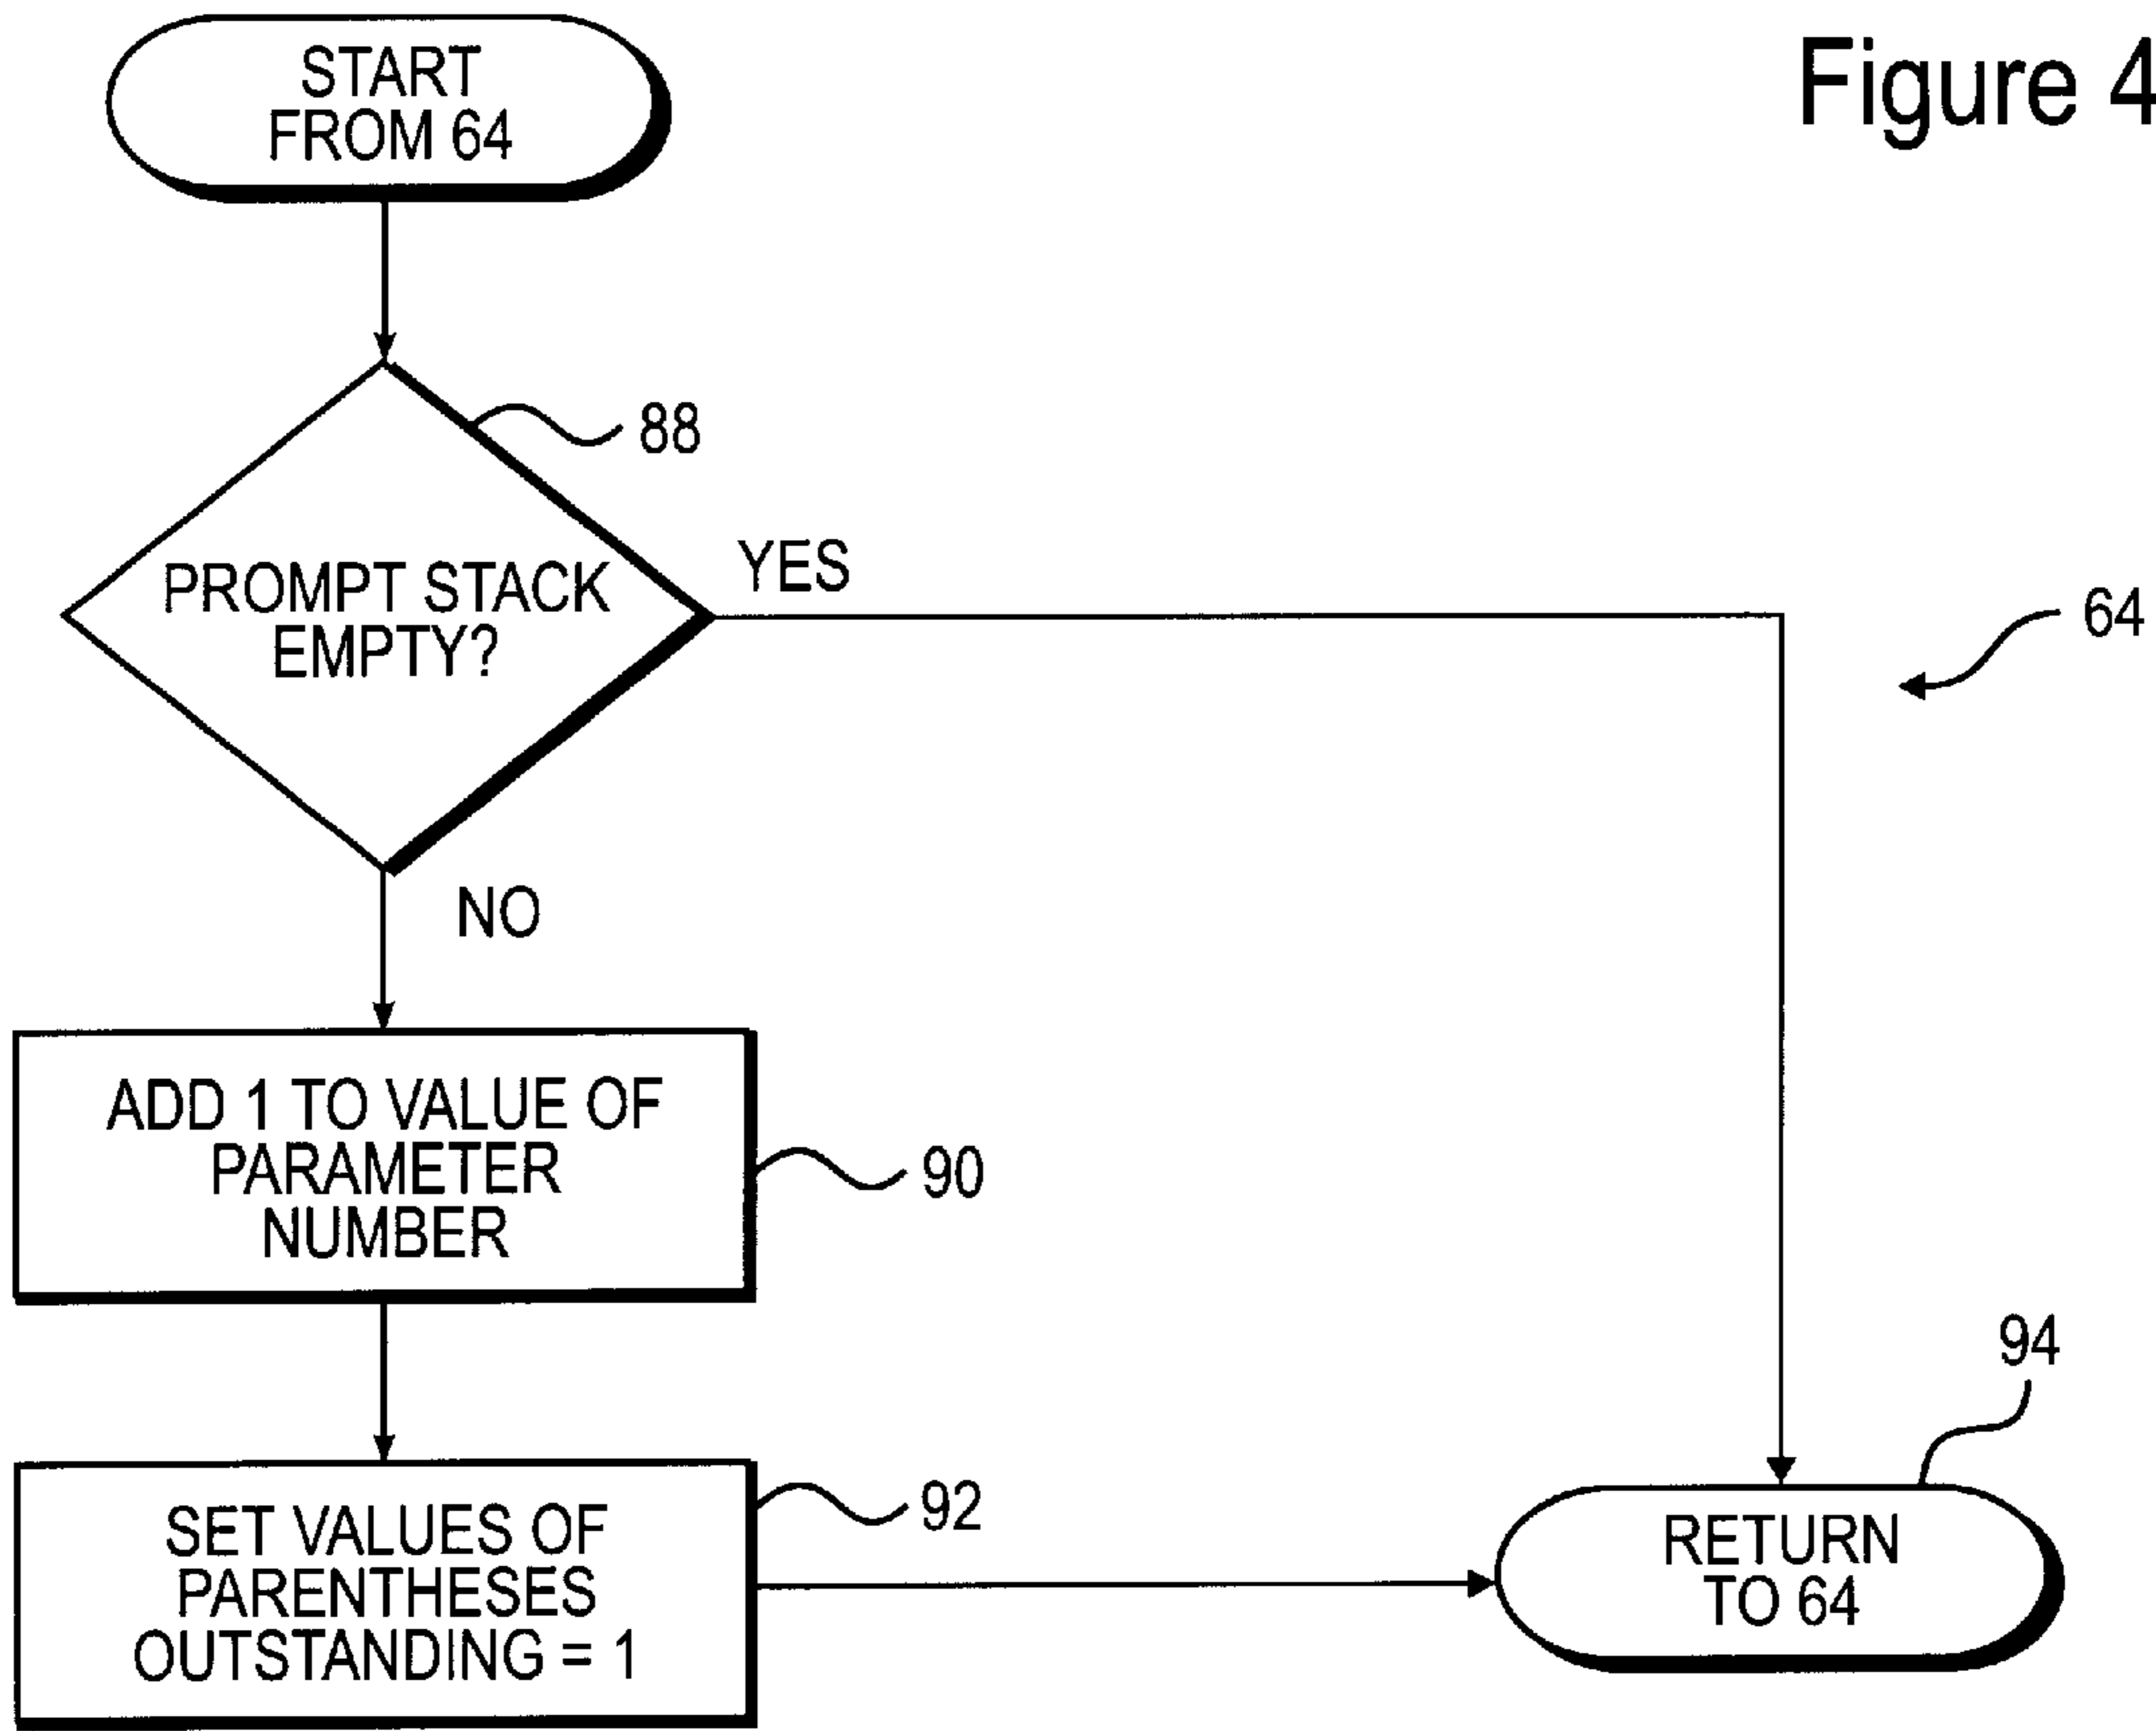 Figure 4
START
FROM 64
88
PROMPT STACK
EMPTY?
YES
64
NO
ADD 1 TO VALUE OF
PARAMETER
NUMBER
90
94
SET VALUES OF
PARENTHESES
OUTSTANDING = 1
92
RETURN
TO 64